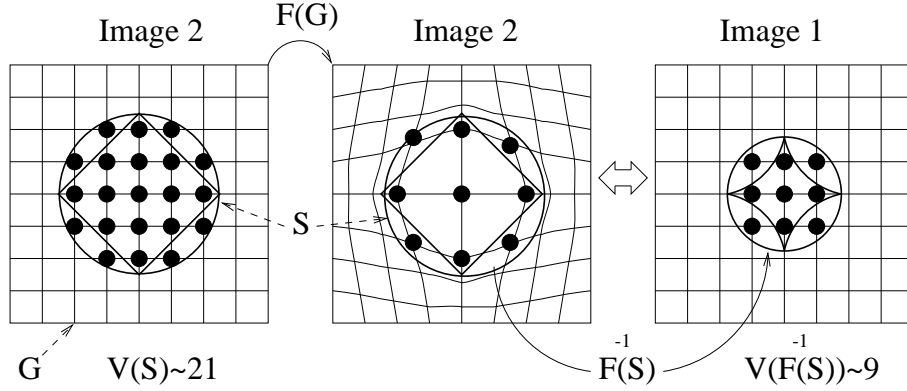 F(G)
Image 2 Image 2 Image 1
S
G V(S)~21 F⁻¹(S) V(F⁻¹(S))~9